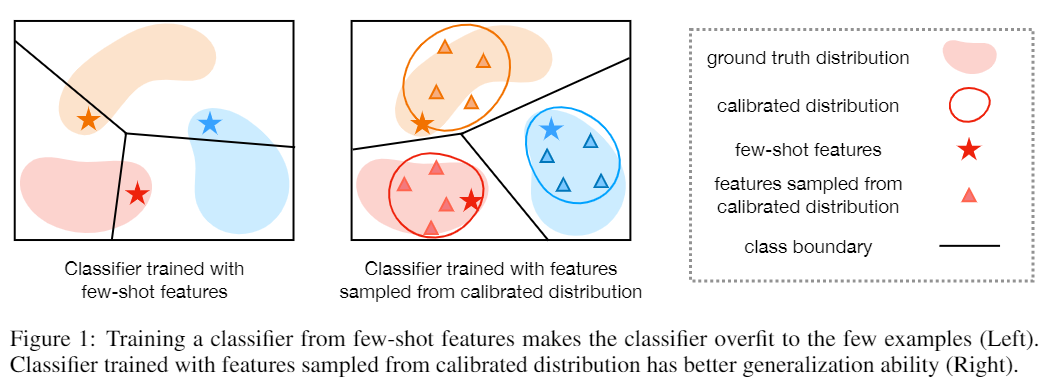 Classifier trained with
few-shot features
Classifier trained with features
sampled from calibrated distribution
ground truth distribution
calibrated distribution
few-shot features
features sampled from
calibrated distribution
class boundary
Figure 1: Training a classifier from few-shot features makes the classifier overfit to the few examples (Left).
Classifier trained with features sampled from calibrated distribution has better generalization ability (Right).